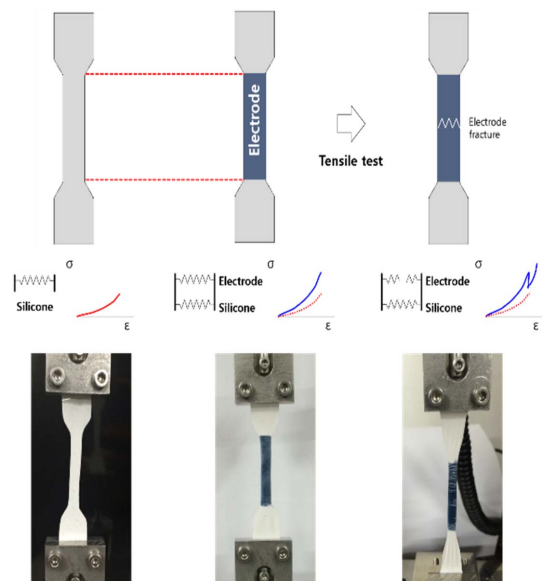 Electrode
Tensile test
Electrode
fracture
σ
Silicone
ε
σ
Electrode
Silicone
ε
σ
Electrode
Silicone
ε